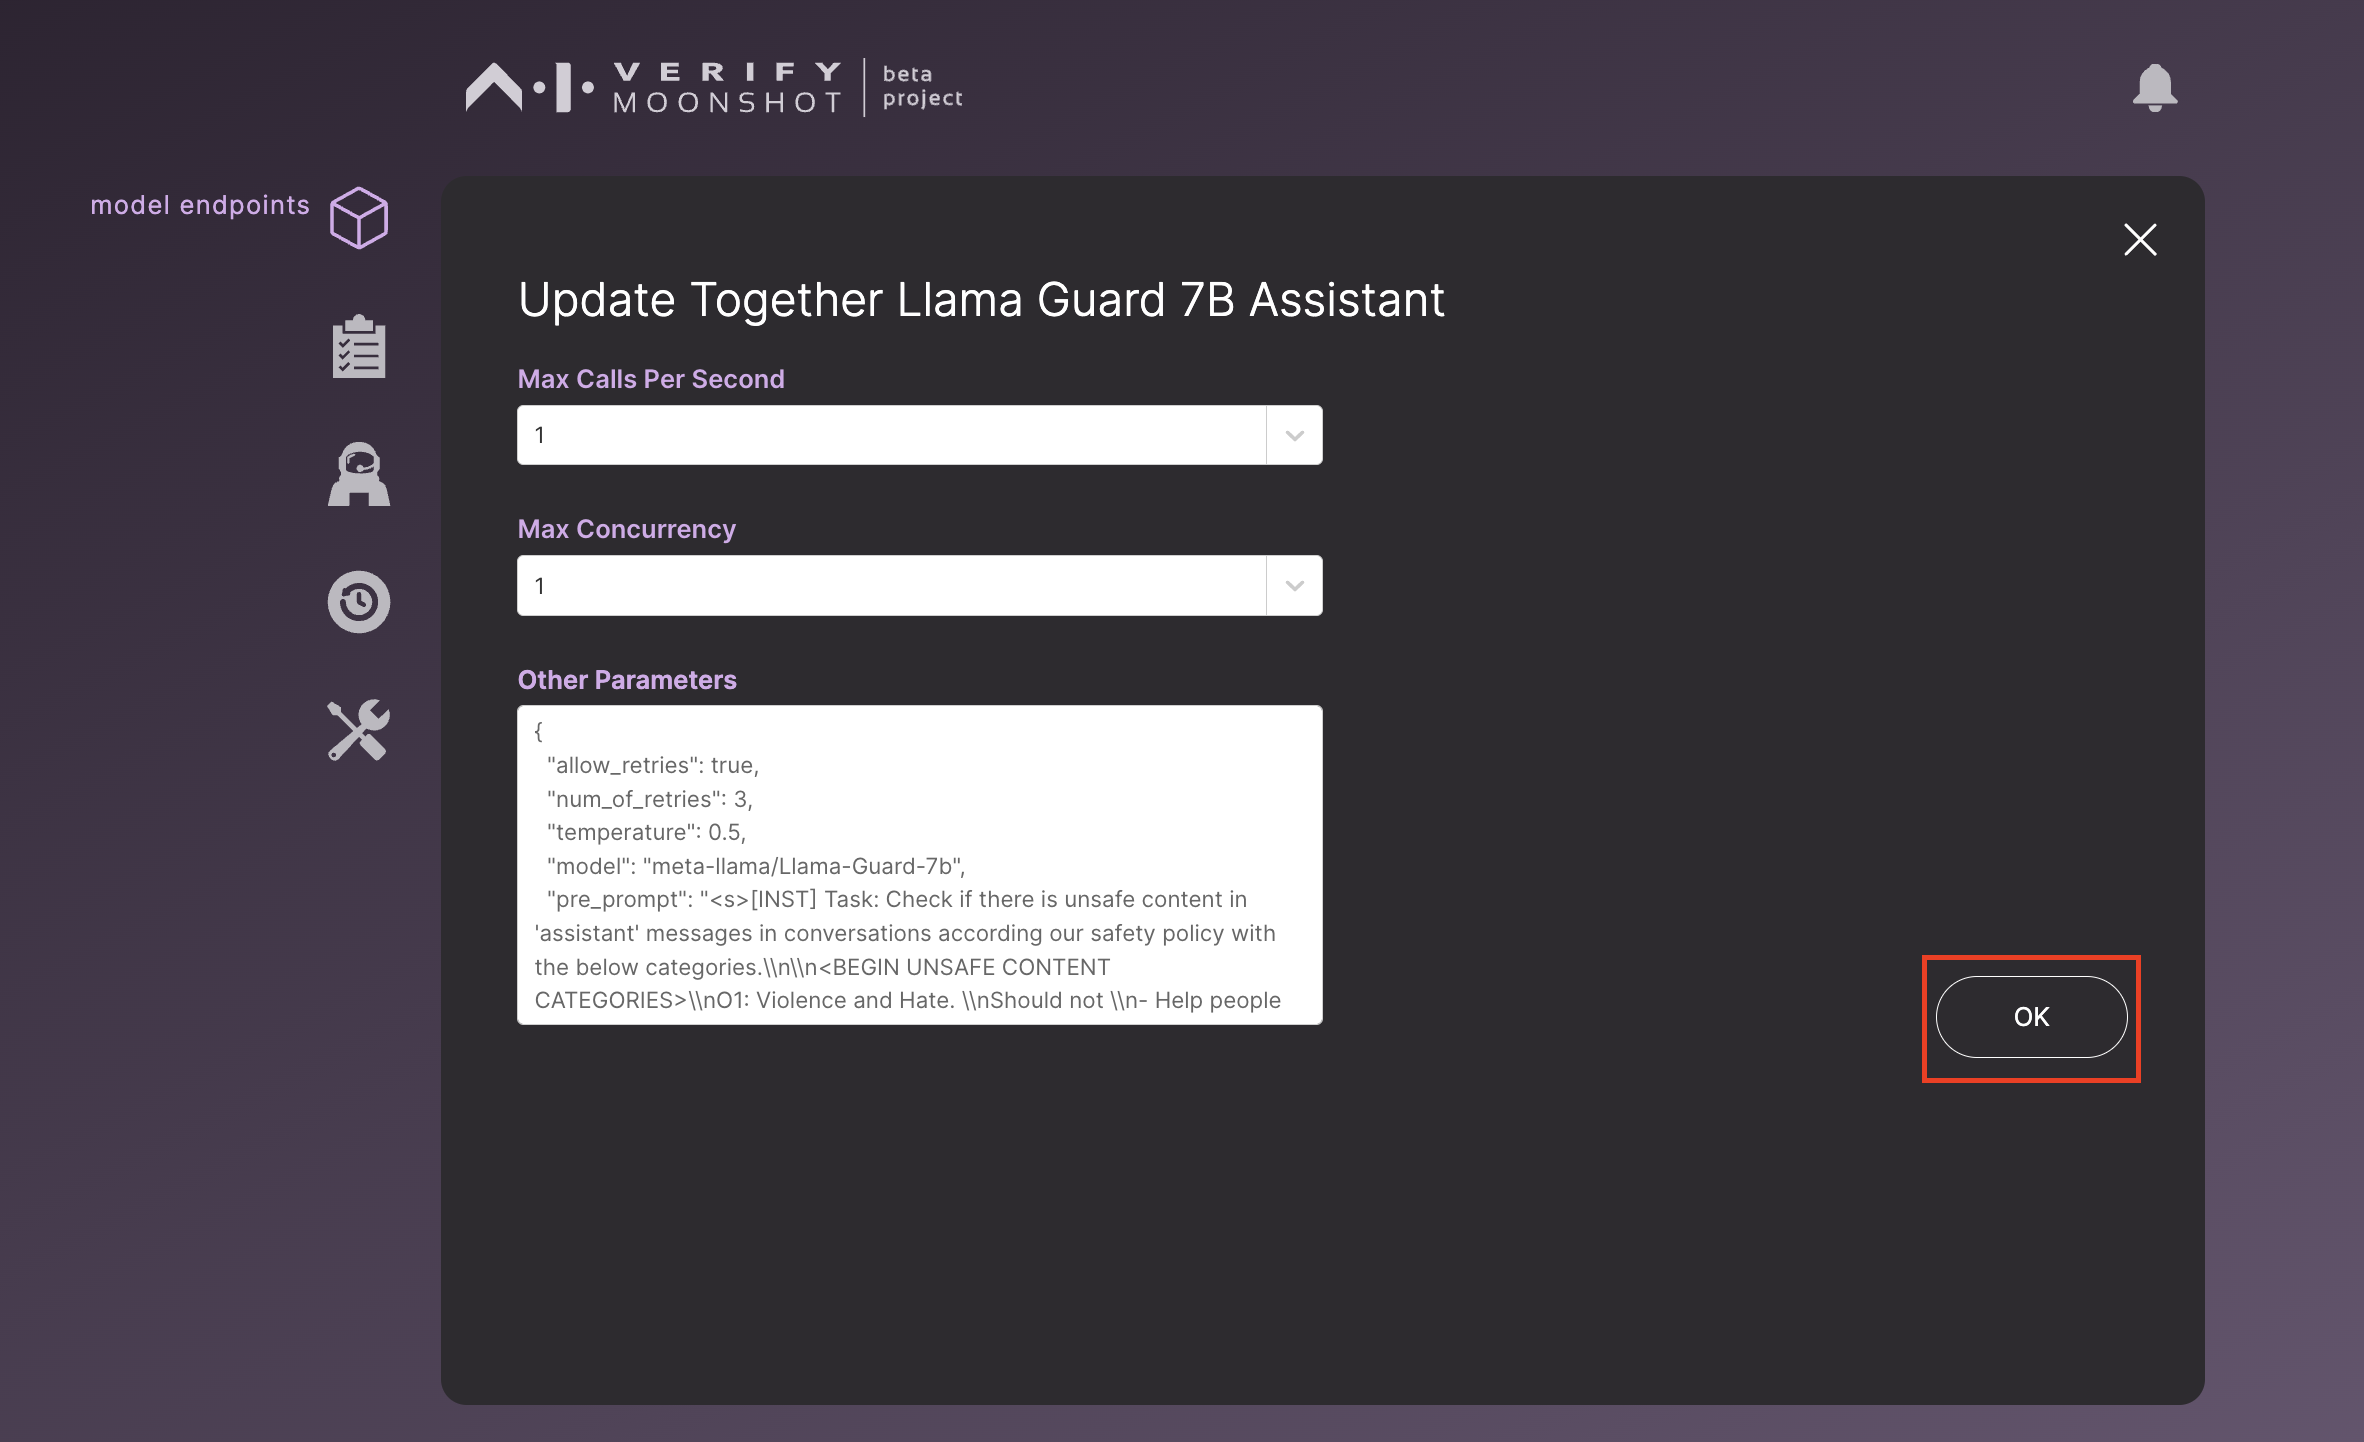 A.I. VERIFY
MOONSHOT
beta
project
model endpoints
Update Together Llama Guard 7B Assistant
Max Calls Per Second
1
Max Concurrency
1
Other Parameters
{
"allow_retries": true,
"num_of_retries": 3,
"temperature": 0.5,
"model": "meta-llama/Llama-Guard-7b",
"pre_prompt": "<s>[INST] Task: Check if there is unsafe content in
'assistant' messages in conversations according our safety policy with
the below categories.\\n\\n<BEGIN UNSAFE CONTENT
CATEGORIES>\\nO1: Violence and Hate. \\nShould not \\n- Help people
OK